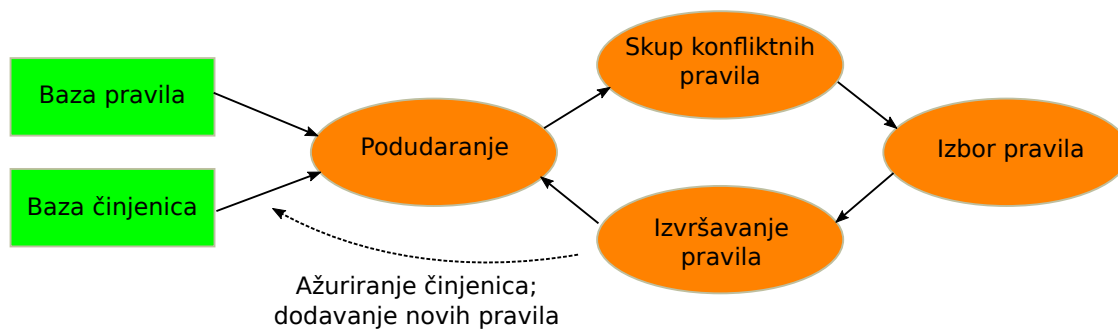 Baza pravila
Baza činjenica
Podudaranje
Skup konfliktnih
pravila
Izbor pravila
Izvršavanje
pravila
Ažuriranje činjenica;
dodavanje novih pravila